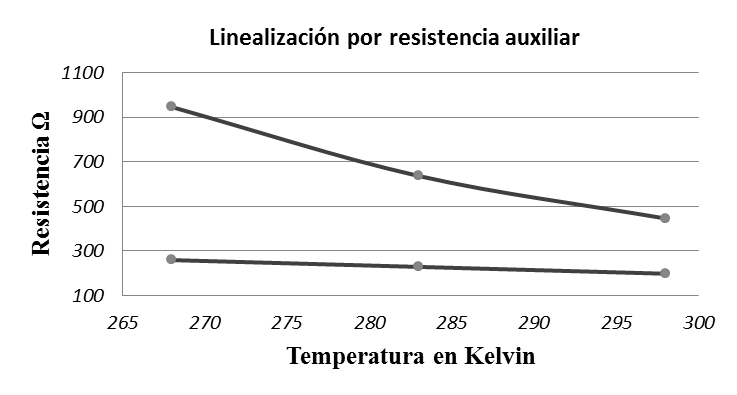 Linealización por resistencia auxiliar
1100
900
700
500
300
100
Resistencia Ω
265 270 275 280 285 290 295 300
Temperatura en Kelvin